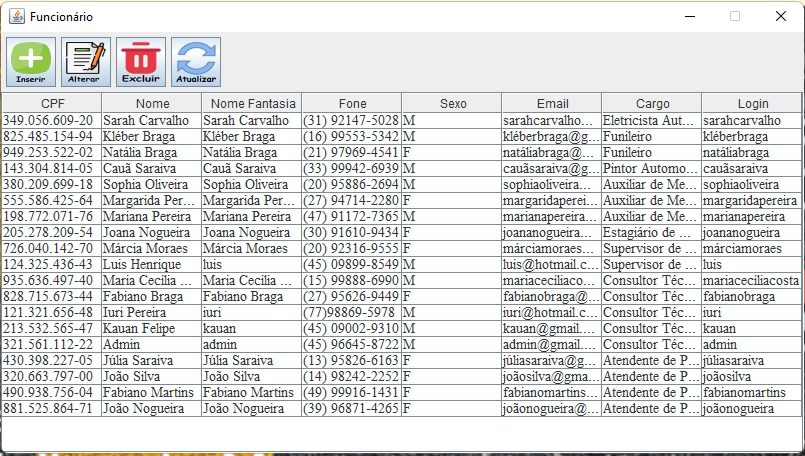 Funcionário
Inserir Alterar Excluir Atualizar
CPF Nome Nome Fantasia Fone Sexo Email Cargo Login
349.056.609-20 Sarah Carvalho Sarah Carvalho (31) 92147-5028 M sarahcarvalho... Eletricista Aut... sarahcarvalho
825.485.154-94 Kléber Braga Kléber Braga (16) 99553-5342 M kléberbraga@g... Funileiro kléberbraga
949.253.522-02 Natália Braga Natália Braga (21) 97969-4541 F natáliabraga@... Funileiro natáliabraga
143.304.814-05 Cauã Saraiva Cauã Saraiva (33) 99942-6939 M cauãsaraiva@g... Pintor Automo... cauãsaraiva
380.209.699-18 Sophia Oliveira Sophia Oliveira (20) 95886-2694 M sophiaoliveira... Auxiliar de Me... sophiaoliveira
555.586.425-64 Margarida Per... Margarida Per... (27) 94714-2280 F margaridaperei... Auxiliar de Me... margaridapereira
198.772.071-76 Mariana Pereira Mariana Pereira (47) 91172-7365 M marianapereira... Auxiliar de Me... marianapereira
205.278.209-54 Joana Nogueira Joana Nogueira (30) 91610-9434 F joananogueira... Estagiário de ... joananogueira
726.040.142-70 Márcia Moraes Márcia Moraes (20) 92316-9555 F márciamoraes... Supervisor de ... márciamoraes
124.325.436-43 Luis Henrique luis (45) 09899-8549 M luis@hotmail.c... Supervisor de ... luis
935.636.497-40 Maria Cecília ... Maria Cecília ... (15) 99888-6990 M mariaceciliaco... Consultor Téc... mariaceciliacosta
828.715.673-44 Fabiano Braga Fabiano Braga (27) 95626-9449 F fabianobraga@... Consultor Téc... fabianobraga
121.321.656-48 Iuri Pereira iuri (77)98869-5978 M iuri@hotmail.c... Consultor Téc... iuri
213.532.565-47 Kauan Felipe kauan (45) 09002-9310 M kauan@gmail.... Consultor Téc... kauan
321.561.112-22 Admin admin (45) 96645-8722 M admin@gmail.... Consultor Téc... admin
430.398.227-05 Júlia Saraiva Júlia Saraiva (13) 95826-6163 F júliasaraiva@g... Atendente de P... júliasaraiva
320.663.797-00 João Silva João Silva (14) 98242-2252 F joãosilva@gma... Atendente de P... joãosilva
490.938.756-04 Fabiano Martins Fabiano Martins (49) 99916-1431 F fabianomartins... Atendente de P... fabianomartins
881.525.864-71 João Nogueira João Nogueira (39) 96871-4265 F joãonogueira@... Atendente de P... joãonogueira